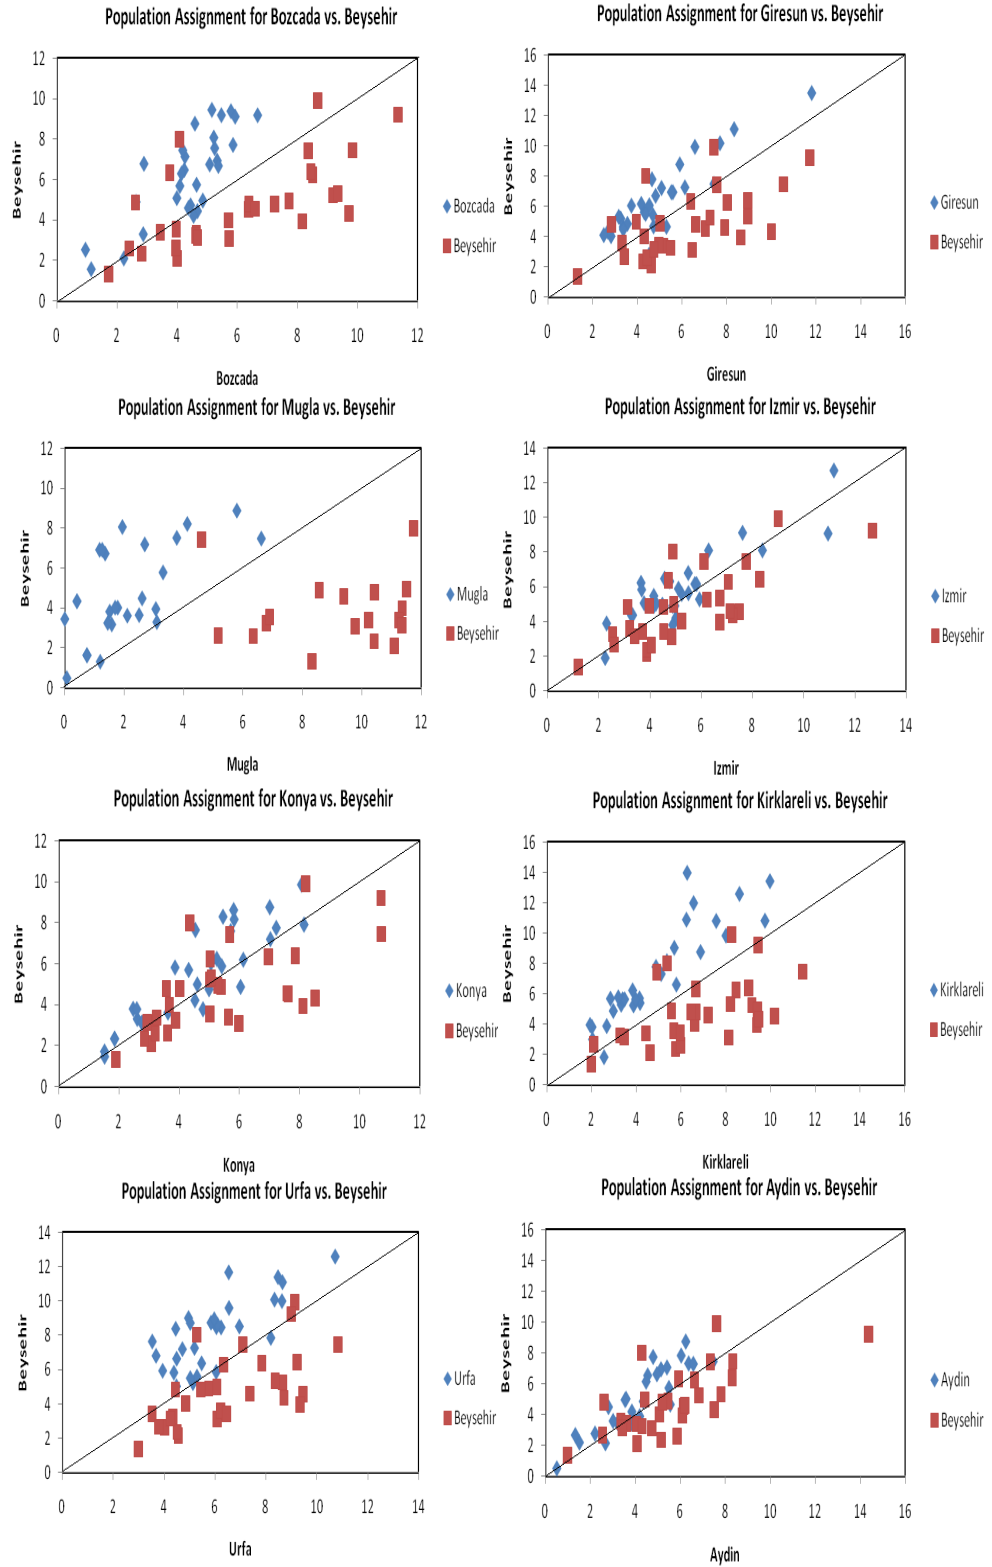 Population Assignment for Bozcada vs. Beysehir
12
10
8
6
4
2
0
Beysehir
0 2 4 6 8 10 12
Bozcada
Bozcada
Beysehir
Population Assignment for Giresun vs. Beysehir
16
14
12
10
8
6
4
2
0
Beysehir
0 2 4 6 8 10 12 14 16
Giresun
Giresun
Beysehir
Population Assignment for Mugla vs. Beysehir
12
10
8
6
4
2
0
Beysehir
0 2 4 6 8 10 12
Mugla
Mugla
Beysehir
Population Assignment for Izmir vs. Beysehir
14
12
10
8
6
4
2
0
Beysehir
0 2 4 6 8 10 12 14
Izmir
Izmir
Beysehir
Population Assignment for Konya vs. Beysehir
12
10
8
6
4
2
0
Beysehir
0 2 4 6 8 10 12
Konya
Konya
Beysehir
Population Assignment for Kirklareli vs. Beysehir
16
14
12
10
8
6
4
2
0
Beysehir
0 2 4 6 8 10 12 14 16
Kirklareli
Kirklareli
Beysehir
Population Assignment for Urfa vs. Beysehir
14
12
10
8
6
4
2
0
Beysehir
0 2 4 6 8 10 12 14
Urfa
Urfa
Beysehir
Population Assignment for Aydin vs. Beysehir
16
14
12
10
8
6
4
2
0
Beysehir
0 2 4 6 8 10 12 14 16
Aydin
Aydin
Beysehir